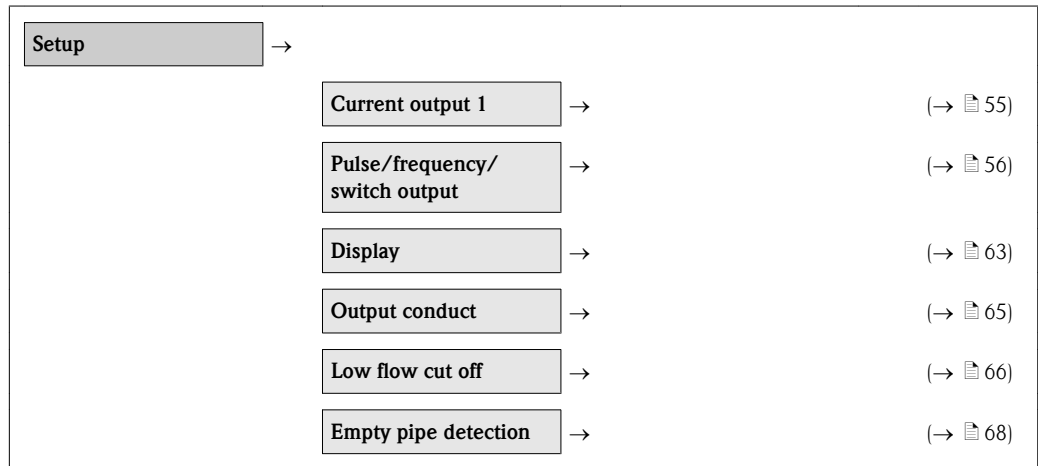 Setup →
Current output 1 → (→ 55)
Pulse/frequency/
switch output → (→ 56)
Display → (→ 63)
Output conduct → (→ 65)
Low flow cut off → (→ 66)
Empty pipe detection → (→ 68)